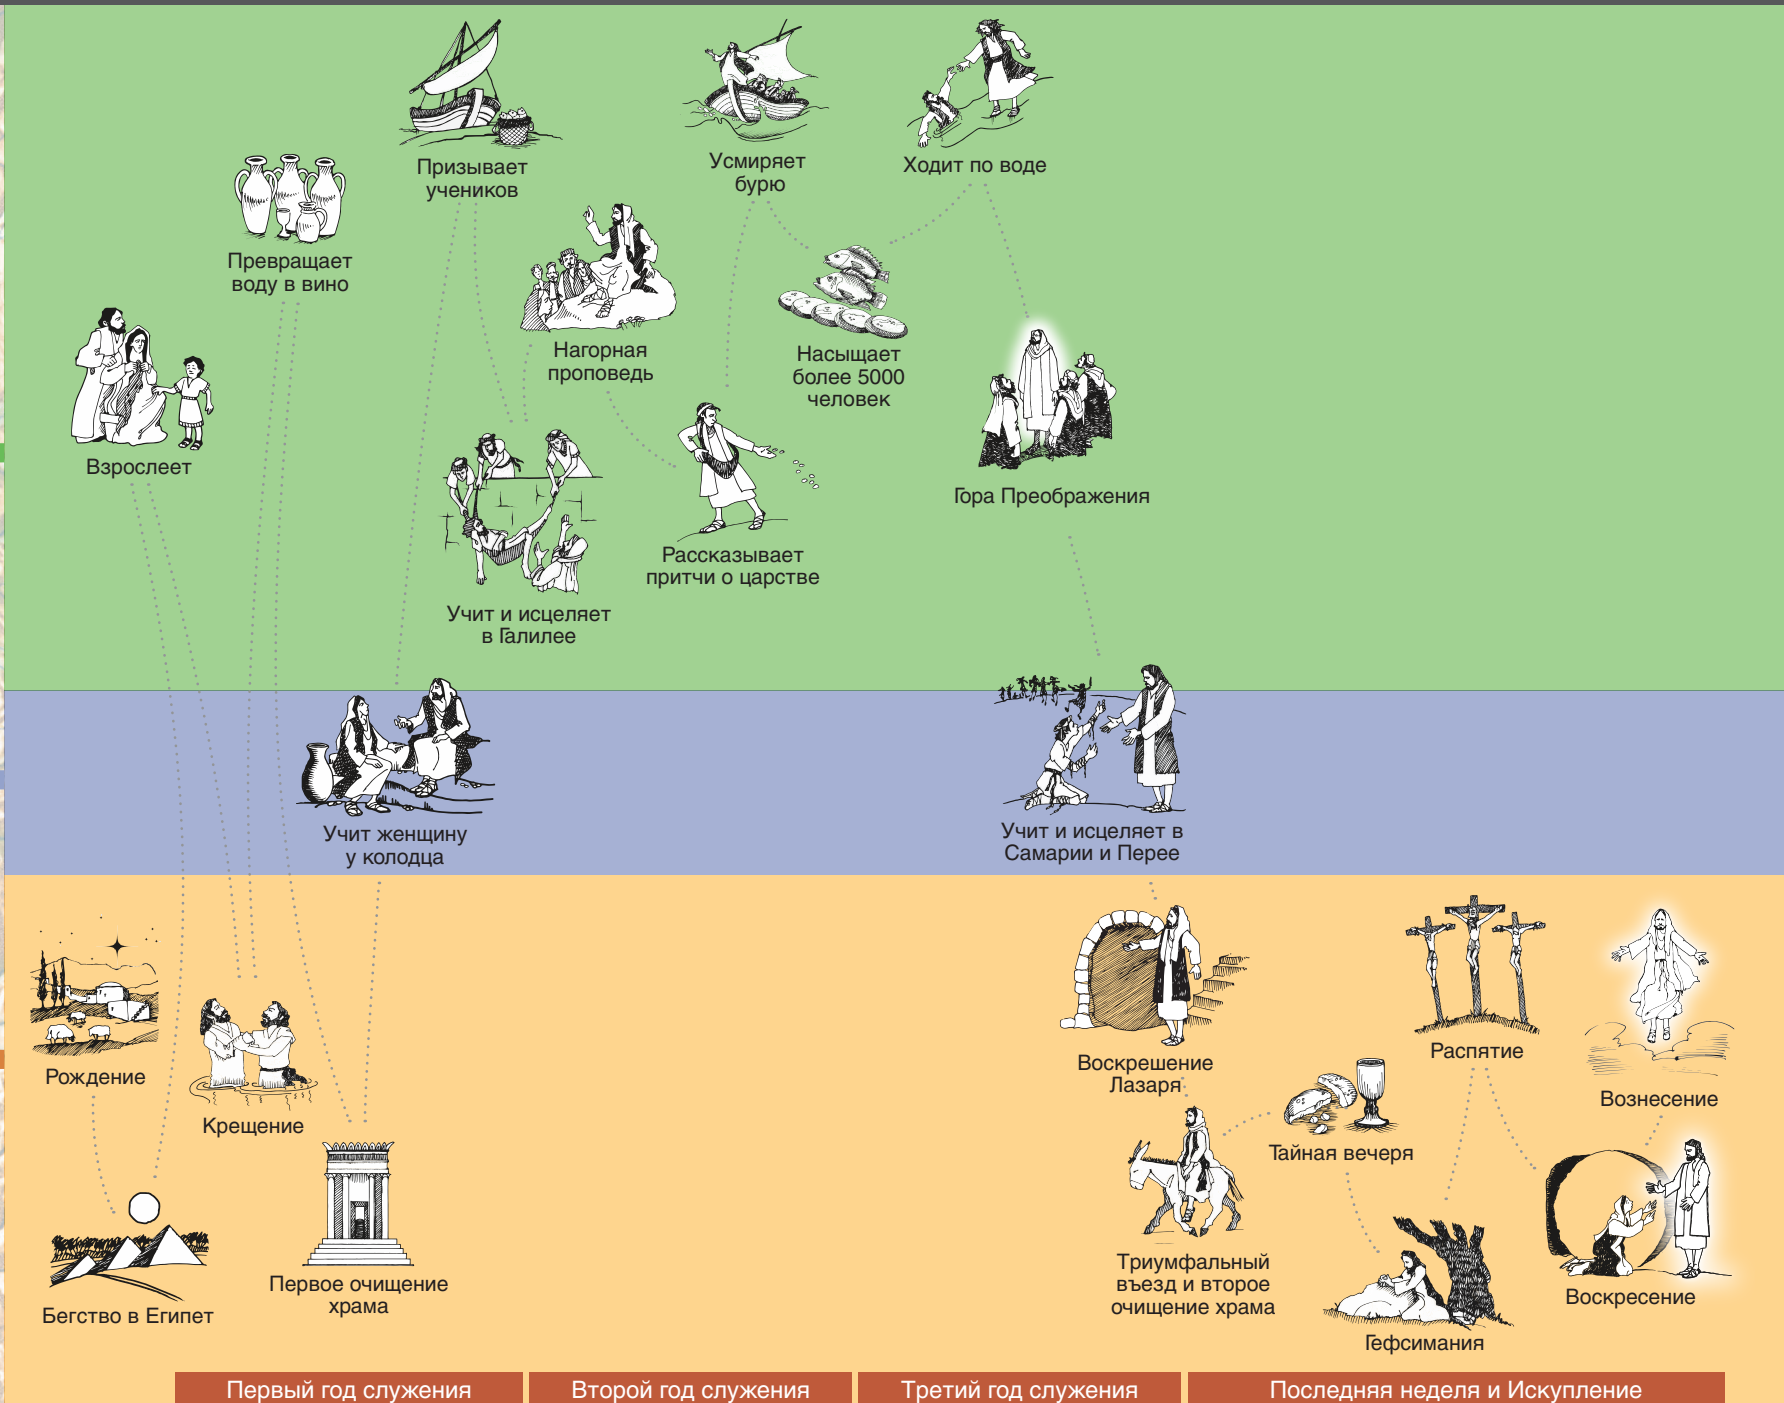 Призывает
учеников
Усмиряет
бурю
Ходит по воде
Превращает
воду в вино
Нагорная
проповедь
Насыщает
более 5000
человек
Взрослеет
Гора Преображения
Рассказывает
притчи о царстве
Учит и исцеляет
в Галилее
Учит женщину
у колодца
Учит и исцеляет в
Самарии и Перее
Рождение
Крещение
Воскрешение
Лазаря
Распятие
Вознесение
Тайная вечеря
Бегство в Египет
Первое очищение
храма
Триумфальный
въезд и второе
очищение храма
Гефсимания
Воскресение
Первый год служения
Второй год служения
Третий год служения
Последняя неделя и Искупление